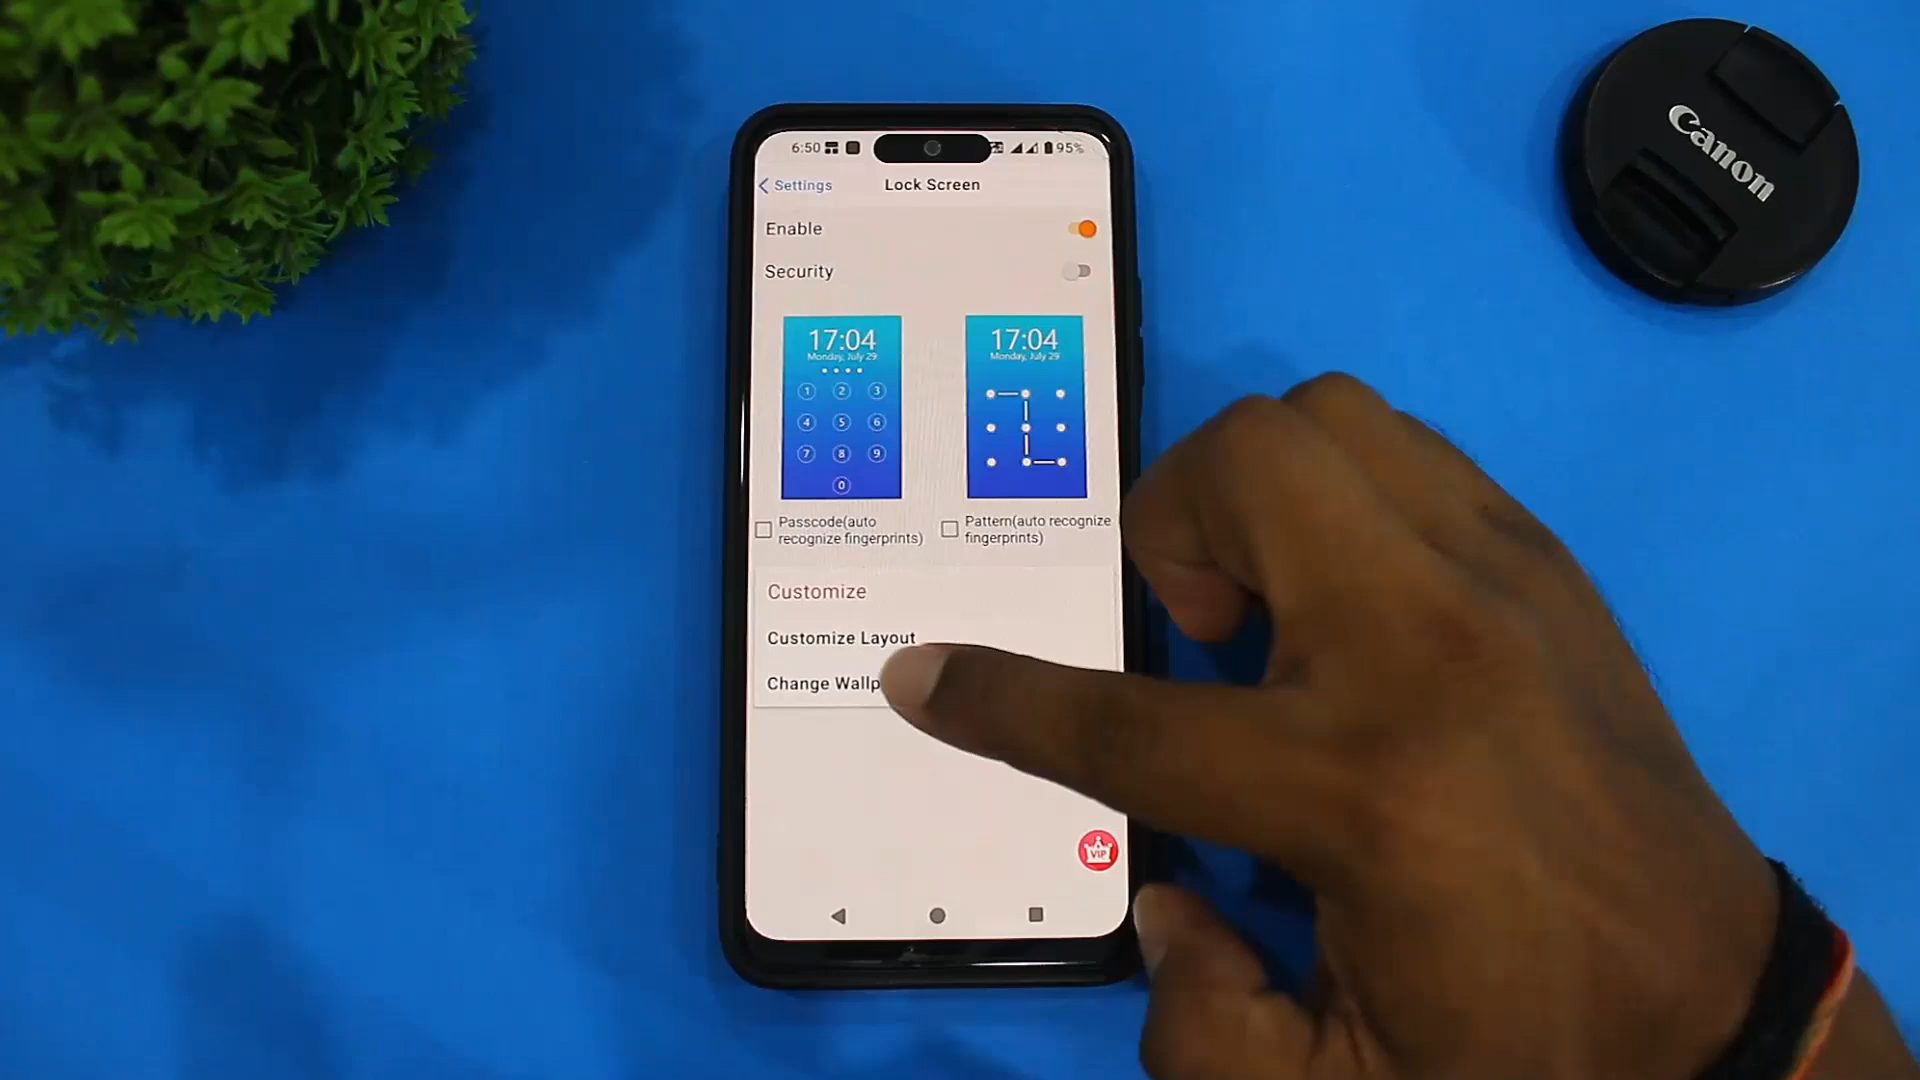 6:50 95%
Settings Lock Screen
Enable
Security
17:04
Monday, July 29
1 2 3
4 5 6
7 8 9
0
17:04
Monday, July 29
Passcode(auto
recognize fingerprints)
Pattern(auto recognize
fingerprints)
Customize
Customize Layout
Change Wallp
VIP
Canon